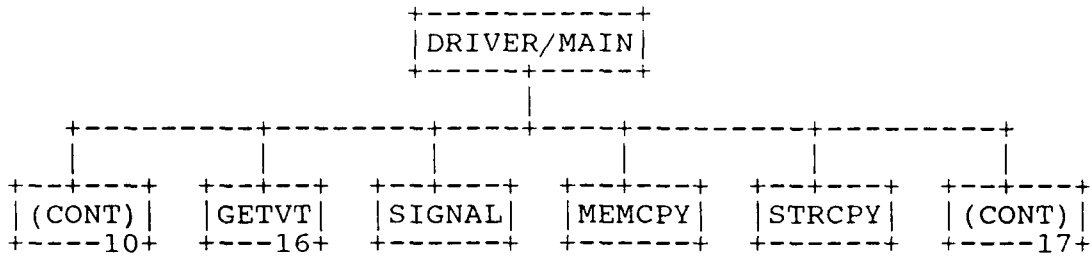 DRIVER/MAIN
(CONT) GETVT SIGNAL MEMCPY STRCPY (CONT)
10 16 17